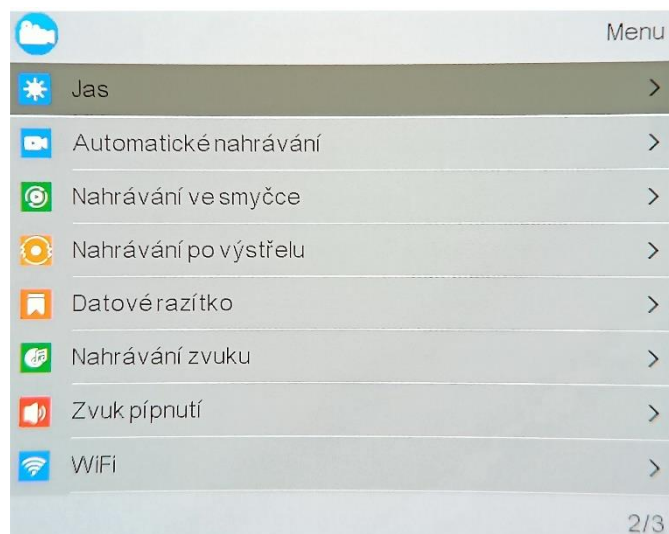 Menu
Jas
Automatické nahrávání
Nahrávání ve smyčce
Nahrávání po výstřelu
Datové razítko
Nahrávání zvuku
Zvuk pípnutí
WiFi
2/3